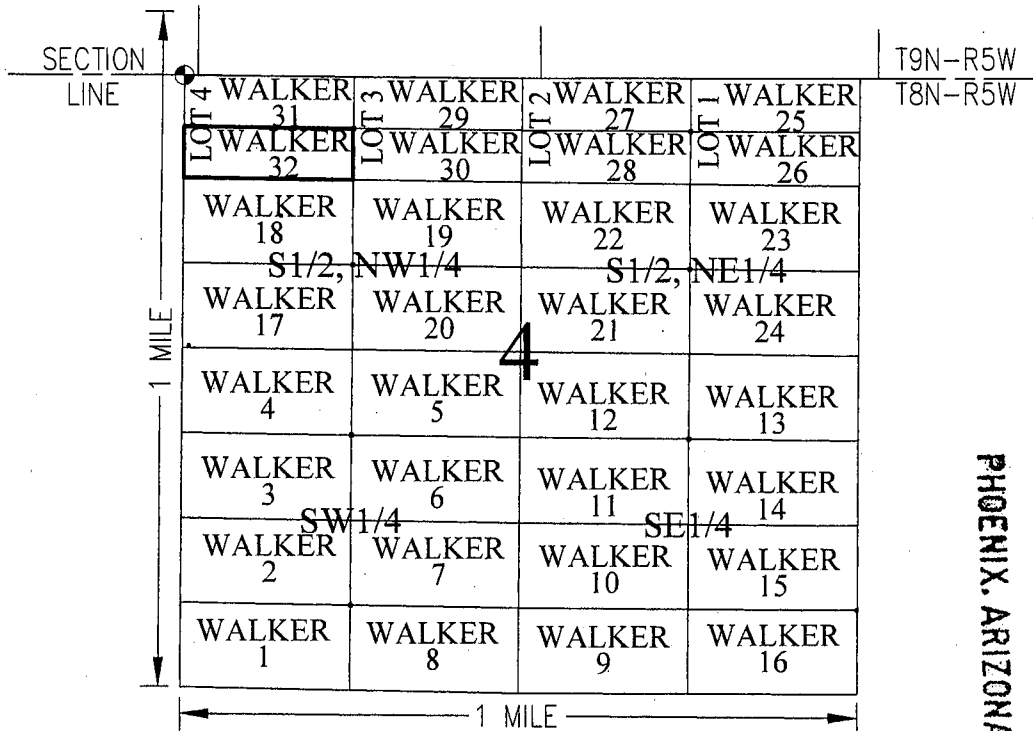 SECTION
LINE
T9N-R5W
T8N-R5W
LOT 4
WALKER
31
LOT 3
WALKER
29
LOT 2
WALKER
27
LOT 1
WALKER
25
WALKER
32
WALKER
30
WALKER
28
WALKER
26
WALKER
18
WALKER
19
WALKER
22
WALKER
23
S1/2, NW1/4
S1/2, NE1/4
WALKER
17
WALKER
20
WALKER
21
WALKER
24
4
1 MILE
WALKER
4
WALKER
5
WALKER
12
WALKER
13
WALKER
3
WALKER
6
WALKER
11
WALKER
14
SW1/4
SE1/4
WALKER
2
WALKER
7
WALKER
10
WALKER
15
WALKER
1
WALKER
8
WALKER
9
WALKER
16
1 MILE
PHOENIX, ARIZONA